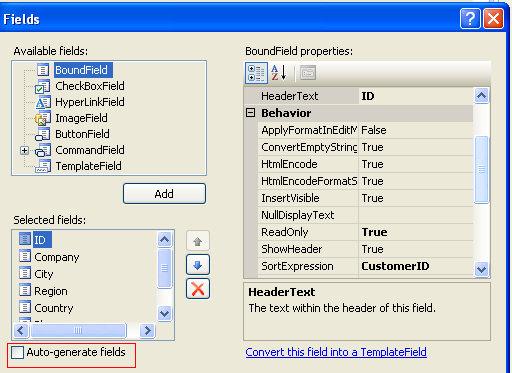 Fields
Available fields:
BoundField
CheckBoxField
HyperLinkField
ImageField
ButtonField
CommandField
TemplateField
Add
Selected fields:
ID
Company
City
Region
Country
Auto-generate fields
BoundField properties:
HeaderText ID
Behavior
ApplyFormatInEditM False
ConvertEmptyString True
HtmlEncode True
HtmlEncodeFormatS True
InsertVisible True
NullDisplayText
ReadOnly True
ShowHeader True
SortExpression CustomerID
HeaderText
The text within the header of this field.
Convert this field into a TemplateField